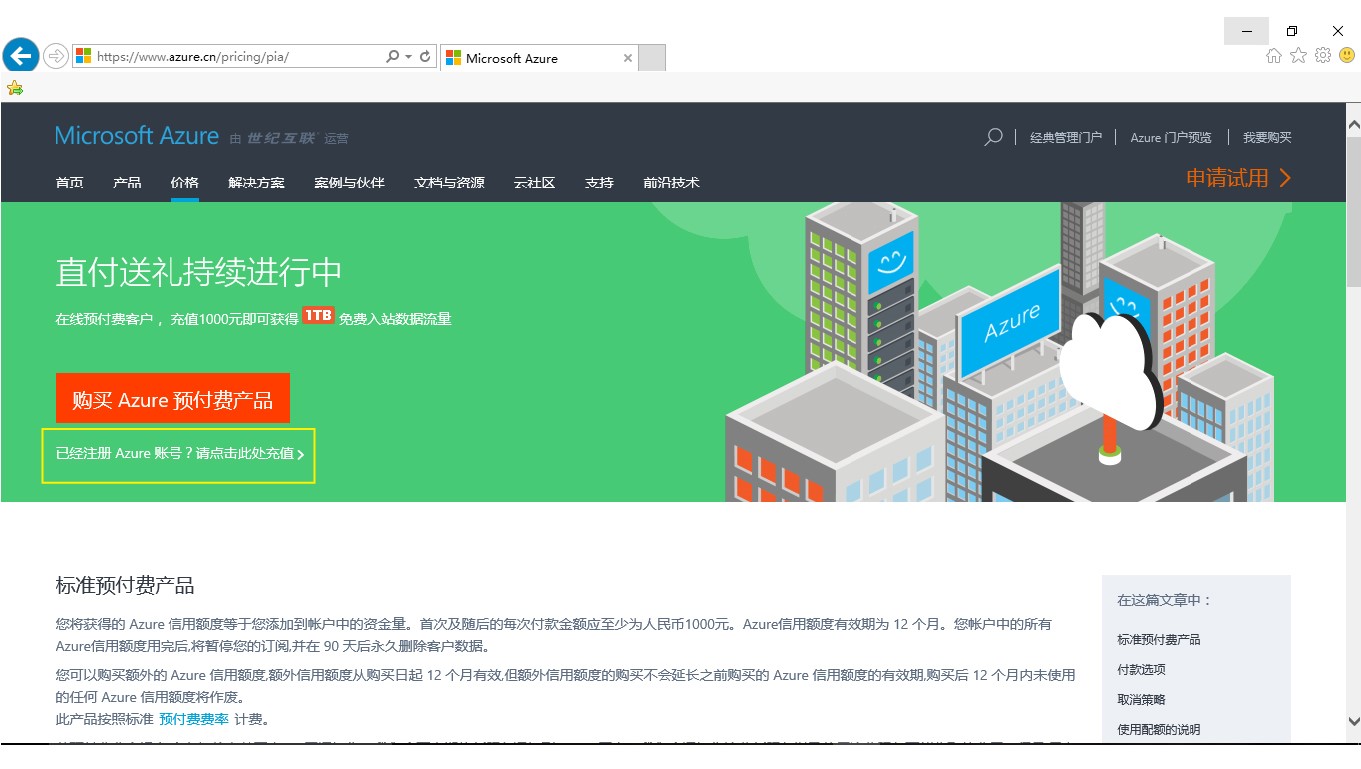 https://www.azure.cn/pricing/pia/
Microsoft Azure
Microsoft Azure 由 世纪互联 运营
经典管理门户
Azure 门户预览
我要购买
首页 产品 价格 解决方案 案例与伙伴 文档与资源 云社区 支持 前沿技术
申请试用
直付送礼持续进行中
在线预付费客户，充值1000元即可获得 1TB 免费入站数据流量
Azure
购买 Azure 预付费产品
已经注册 Azure 账号？请点击此处充值
标准预付费产品
您将获得的 Azure 信用额度等于您添加到帐户中的资金量。首次及随后的每次付款金额应至少为人民币1000元。Azure信用额度有效期为 12 个月。您帐户中的所有
Azure信用额度用完后,将暂停您的订阅,并在 90 天后永久删除客户数据。
您可以购买额外的 Azure 信用额度,额外信用额度从购买日起 12 个月有效,但额外信用额度的购买不会延长之前购买的 Azure 信用额度的有效期,购买后 12 个月内未使用
的任何 Azure 信用额度将作废。
此产品按照标准 预付费费率 计费。
在这篇文章中：
标准预付费产品
付款选项
取消策略
使用配额的说明